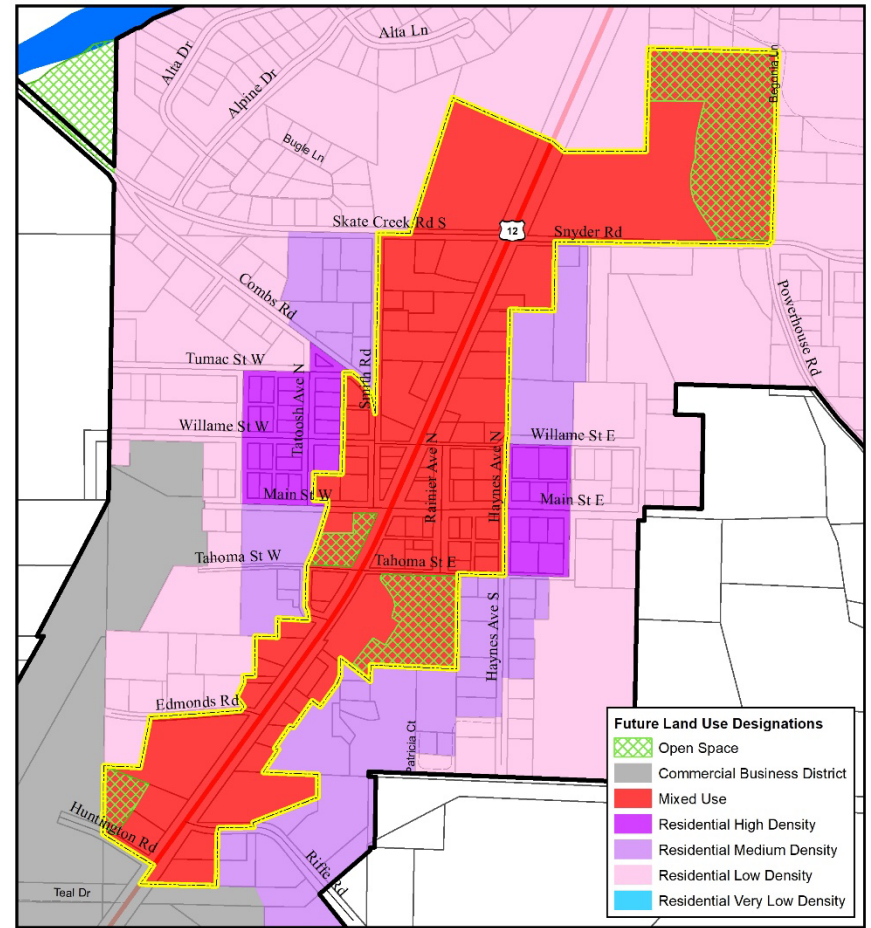 Alta Ln
Alta Dr
Alpine Dr
Begonia Ln
Bugle Ln
Skate Creek Rd S
12
Snyder Rd
Combs Rd
Powerhouse Rd
Tumac St W
Smith Rd
Tatoosh Ave N
Willame St W
Rainier Ave N
Haynes Ave N
Willame St E
Main St W
Main St E
Tahoma St W
Tahoma St E
Haynes Ave S
Edmonds Rd
Patricia Ct
Huntington Rd
Riffe Rd
Teal Dr
Future Land Use Designations
Open Space
Commercial Business District
Mixed Use
Residential High Density
Residential Medium Density
Residential Low Density
Residential Very Low Density